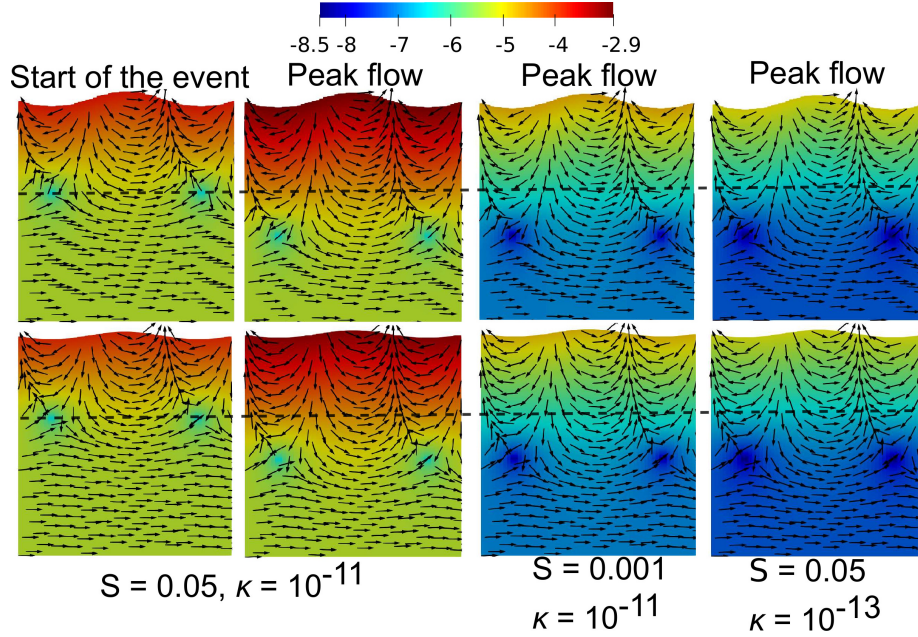 -8.5 -8 -7 -6 -5 -4 -2.9
Start of the event Peak flow Peak flow Peak flow
S = 0.05, κ = 10⁻¹¹
S = 0.001
κ = 10⁻¹¹
S = 0.05
κ = 10⁻¹³